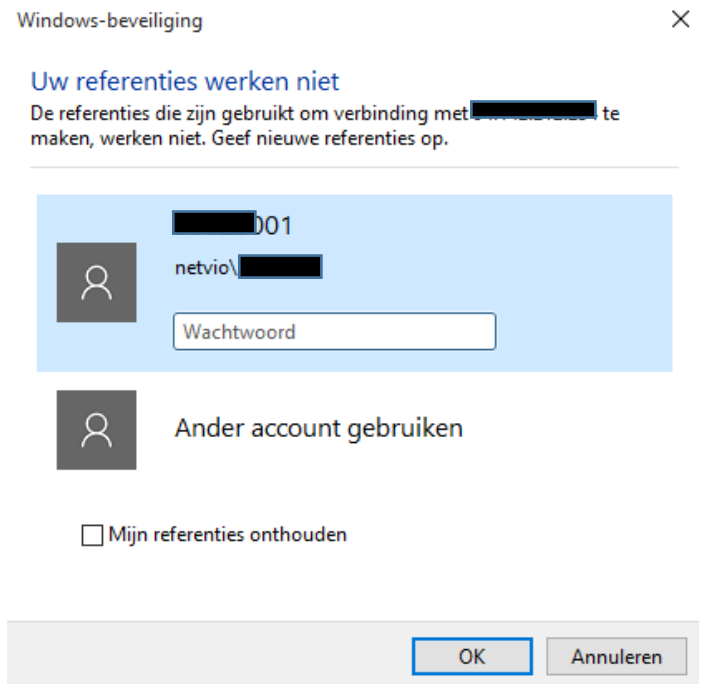 Windows-beveiliging
Uw referenties werken niet
De referenties die zijn gebruikt om verbinding met te
maken, werken niet. Geef nieuwe referenties op.
001
netvio\
Wachtwoord
Ander account gebruiken
Mijn referenties onthouden
OK
Annuleren